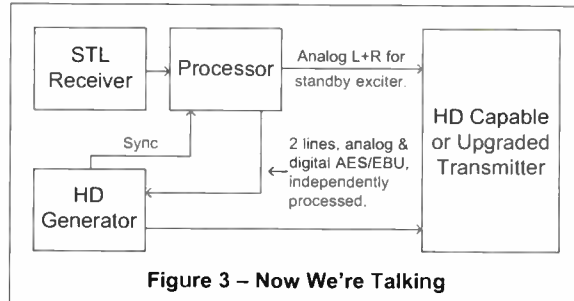 STL
Receiver
Processor
Analog L+R for
standby exciter.
HD Capable
or Upgraded
Transmitter
Sync
2 lines, analog &
digital AES/EBU,
independently
processed.
HD
Generator
Figure 3 – Now We're Talking